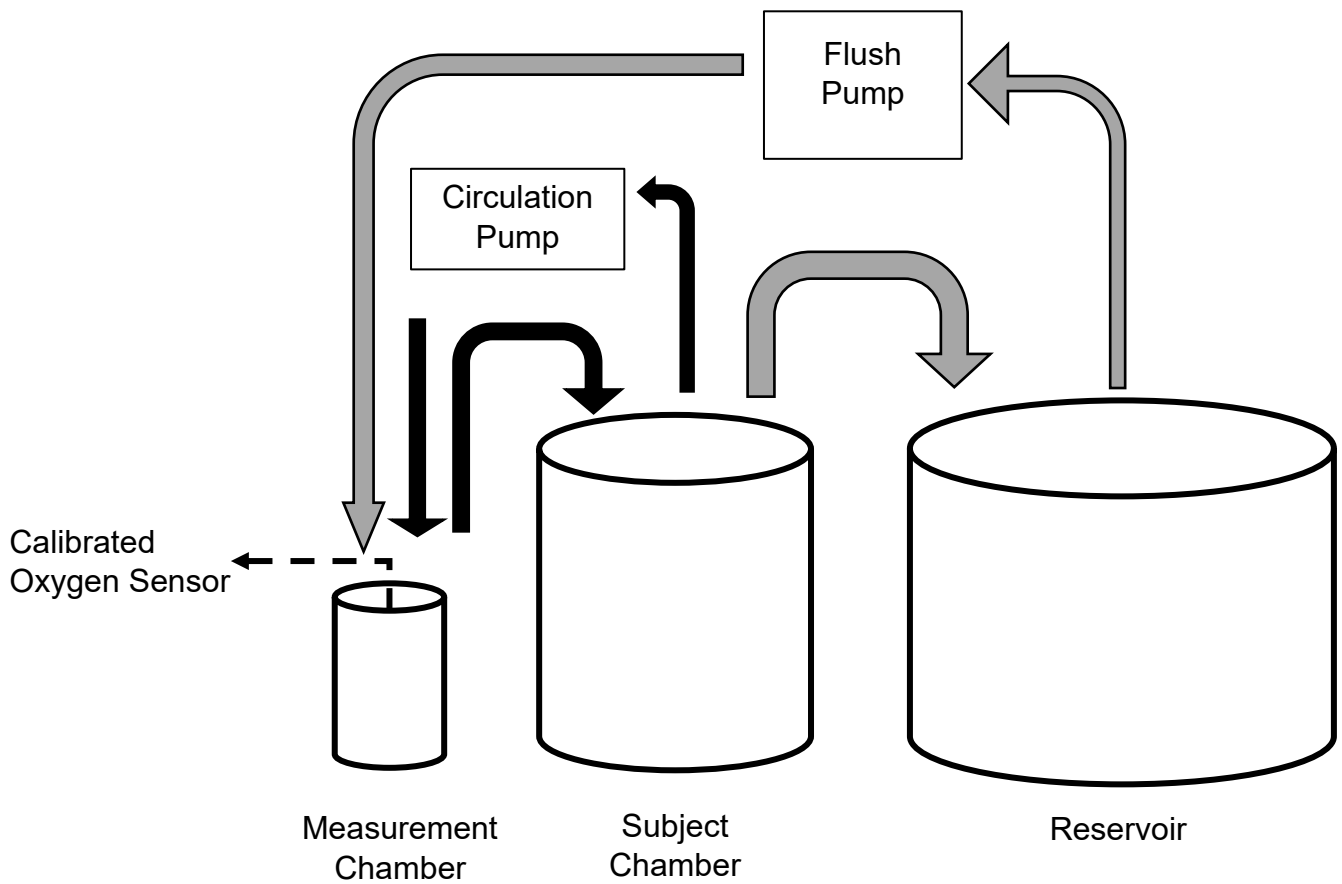 Flush
Pump
Circulation
Pump
Calibrated
Oxygen Sensor
Measurement
Chamber
Subject
Chamber
Reservoir